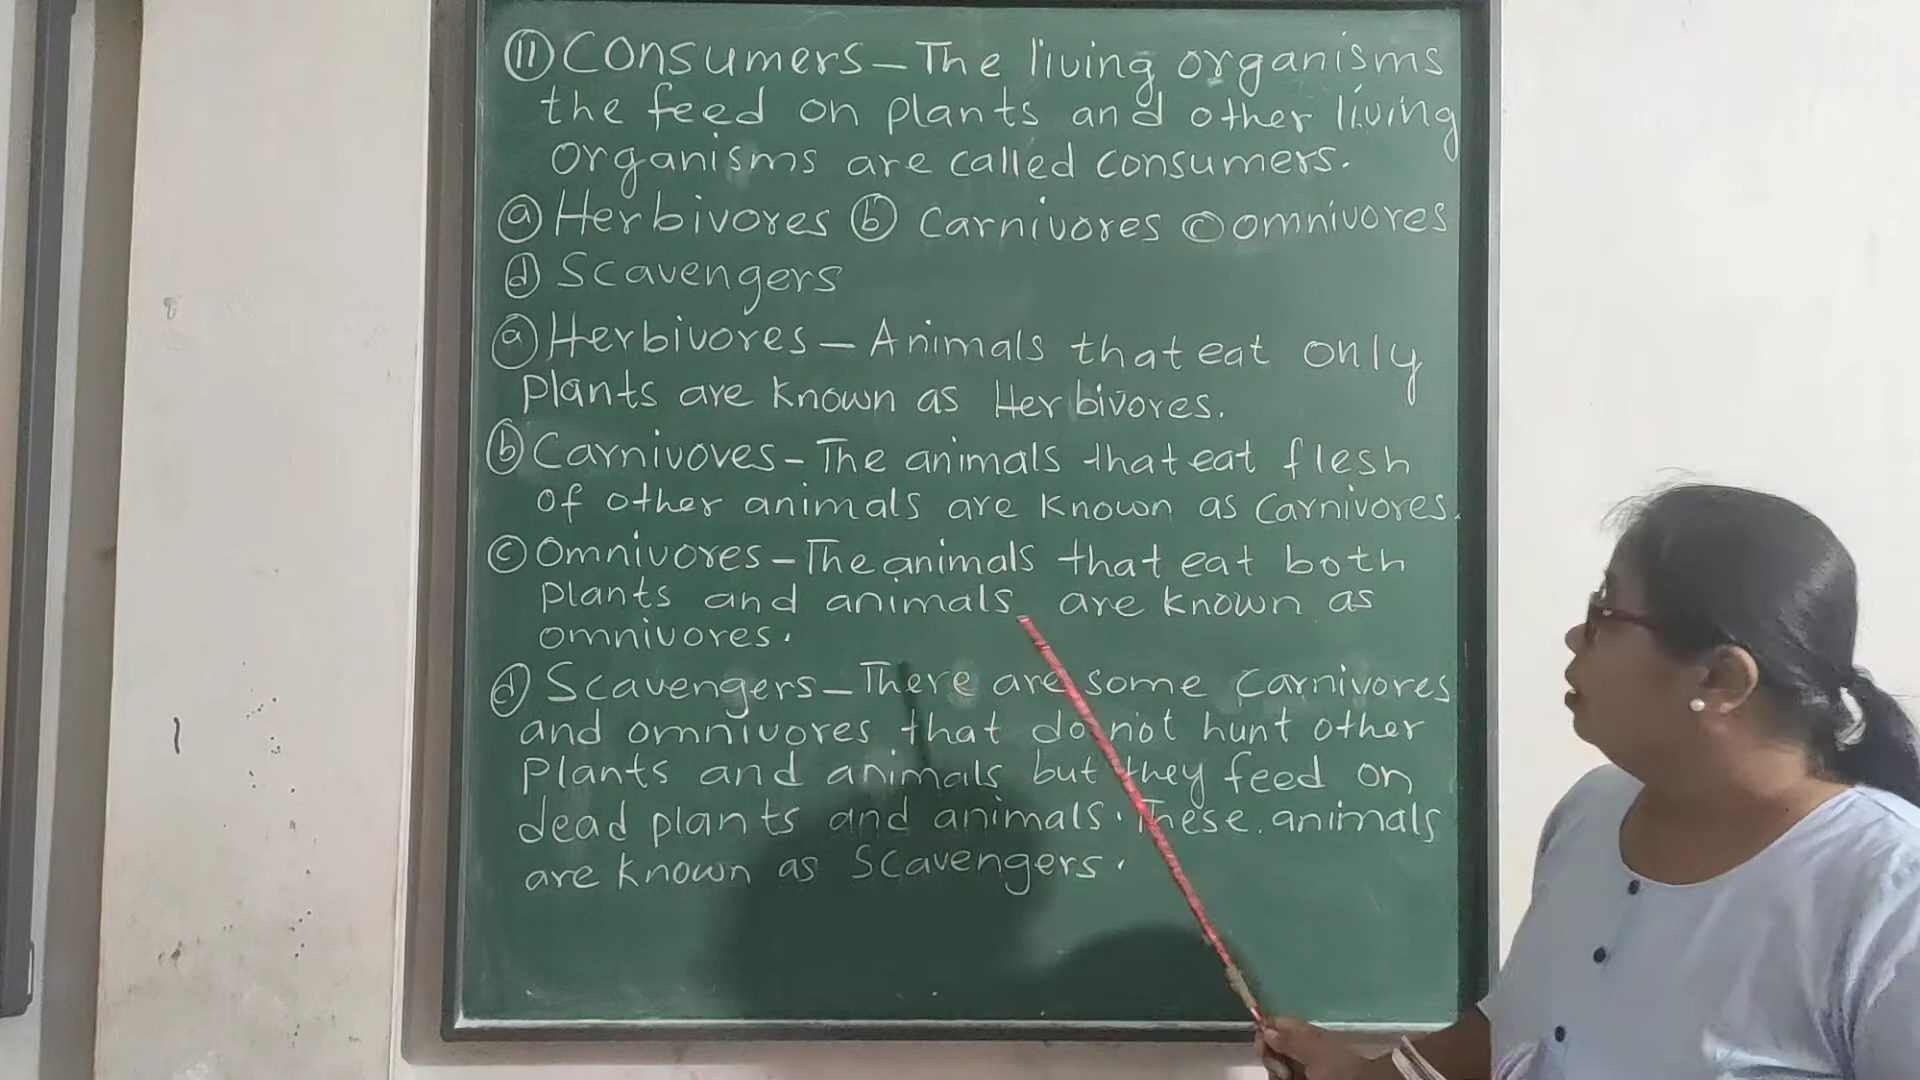 ⑪ Consumers - The living organisms
the feed on plants and other living
organisms are called consumers.
ⓐ Herbivores ⓑ Carnivores ⓒ omnivores
ⓓ Scavengers
ⓐ Herbivores - Animals that eat only
Plants are known as Herbivores.
ⓑ Carnivoves - The animals that eat flesh
of other animals are known as Carnivores.
ⓒ Omnivores - The animals that eat both
plants and animals are known as
omnivores.
ⓓ Scavengers - There are some Carnivores
and omnivores that do not hunt other
Plants and animals but they feed on
dead plants and animals. These animals
are known as Scavengers.